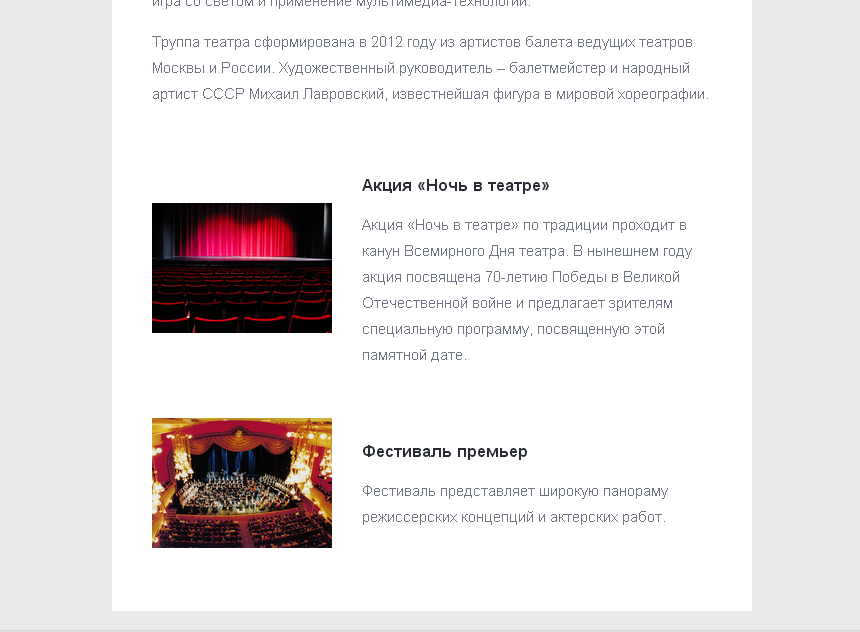 игра со светом и применение мультимедиа-технологий.
Труппа театра сформирована в 2012 году из артистов балета ведущих театров
Москвы и России. Художественный руководитель – балетмейстер и народный
артист СССР Михаил Лавровский, известнейшая фигура в мировой хореографии.
Акция «Ночь в театре»
Акция «Ночь в театре» по традиции проходит в
канун Всемирного Дня театра. В нынешнем году
акция посвящена 70-летию Победы в Великой
Отечественной войне и предлагает зрителям
специальную программу, посвященную этой
памятной дате.
Фестиваль премьер
Фестиваль представляет широкую панораму
режиссерских концепций и актерских работ.